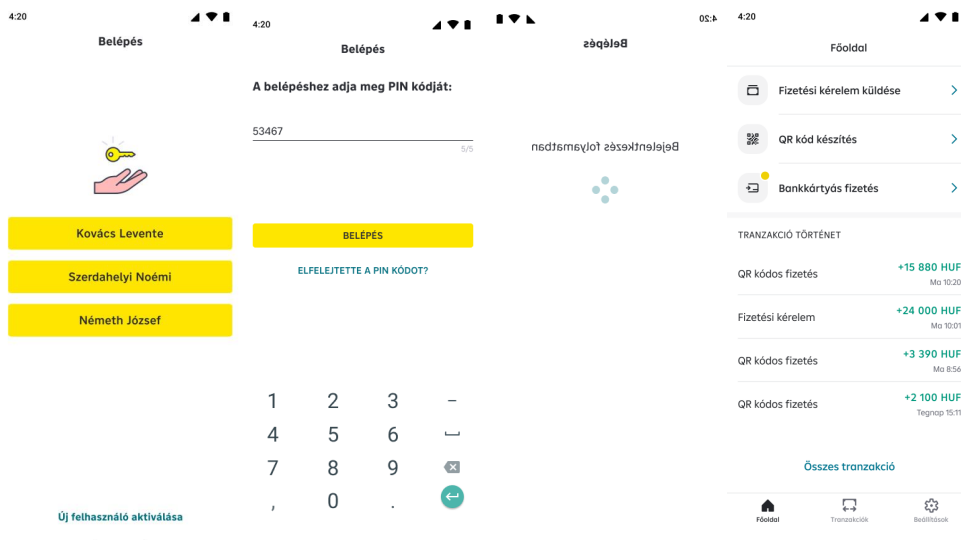 4:20
Belépés
Kovács Levente
Szerdahelyi Noémi
Németh József
Új felhasználó aktiválása
4:20
Belépés
A belépéshez adja meg PIN kódját:
53467
5/5
BELÉPÉS
ELFELEJTETTE A PIN KÓDOT?
1 2 3 –
4 5 6
7 8 9
, 0 .
4:20
Belépés
Bejelentkezés folyamatban
4:20
Főoldal
Fizetési kérelem küldése
QR kód készítés
Bankkártyás fizetés
TRANZAKCIÓ TÖRTÉNET
QR kódos fizetés +15 880 HUF
Ma 10:20
Fizetési kérelem +24 000 HUF
Ma 10:01
QR kódos fizetés +3 390 HUF
Ma 8:56
QR kódos fizetés +2 100 HUF
Tegnap 15:11
Összes tranzakció
Főoldal Tranzakciók Beállítások